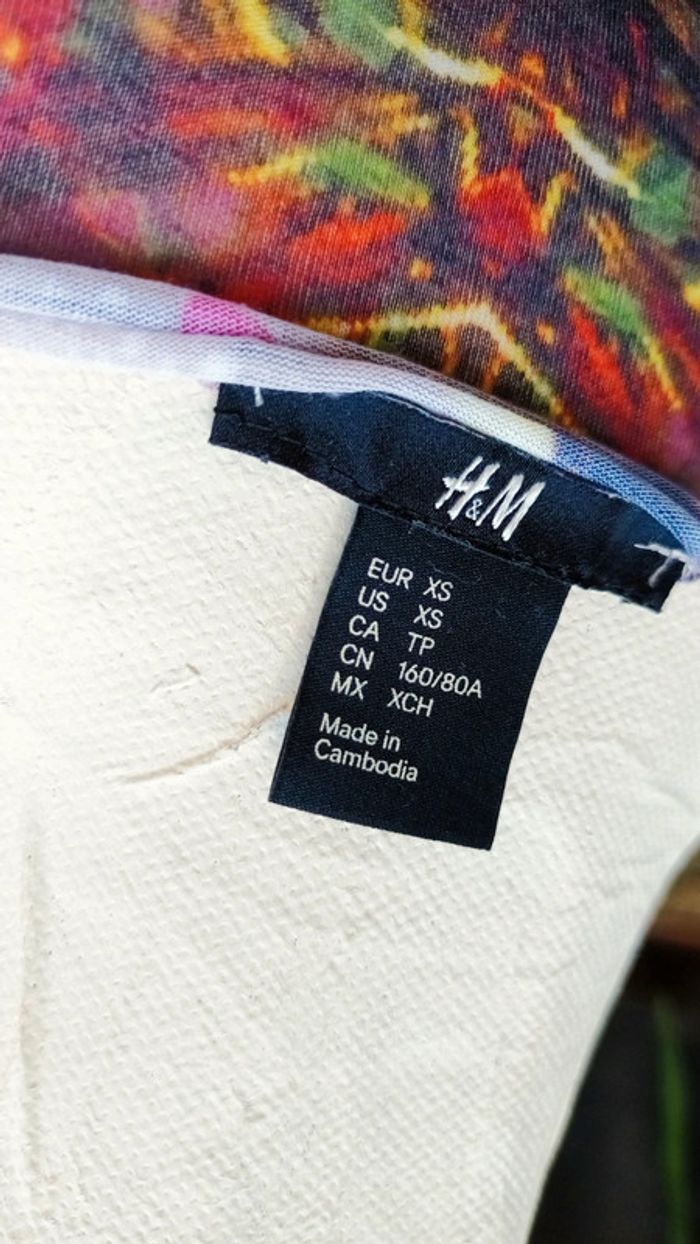 H&M
EUR XS
US XS
CA TP
CN 160/80A
MX XCH
Made in
Cambodia